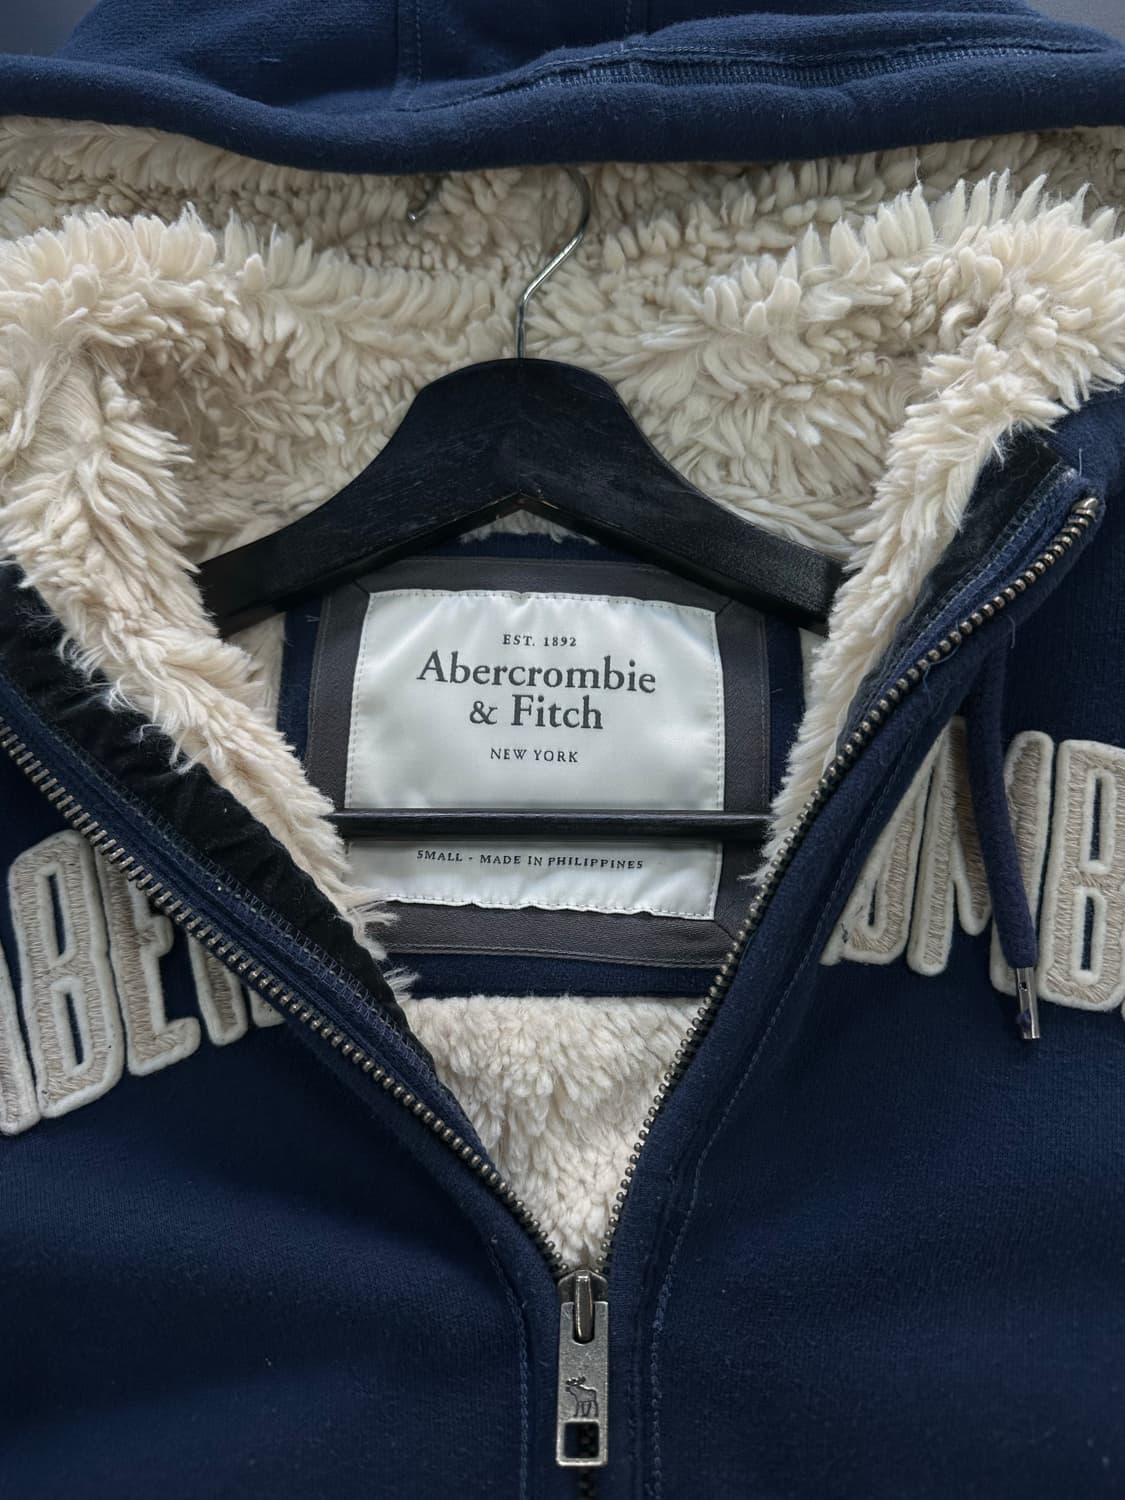 EST. 1892
Abercrombie
& Fitch
NEW YORK
SMALL - MADE IN PHILIPPINES